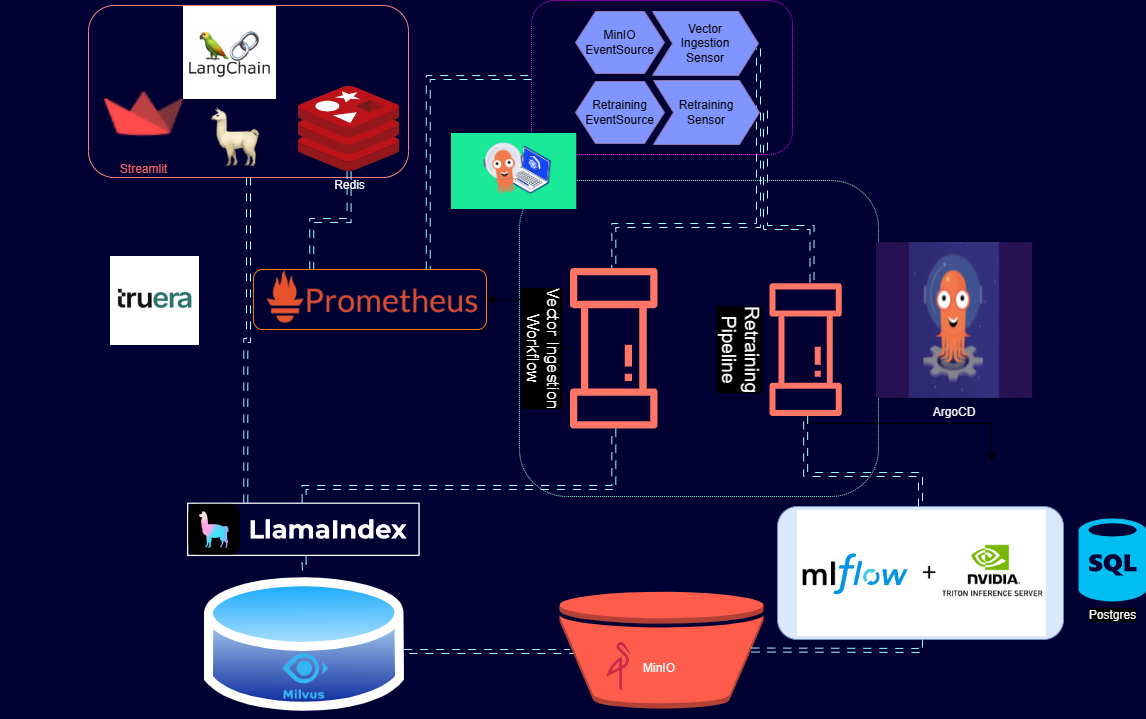 LangChain
Streamlit
Redis
MinIO
EventSource
Vector
Ingestion
Sensor
Retraining
EventSource
Retraining
Sensor
truera
Prometheus
Vector Ingestion
Workflow
Retraining
Pipeline
ArgoCD
LlamaIndex
mlflow
+
NVIDIA.
TRITON INFERENCE SERVER
SQL
Postgres
Milvus
MinIO